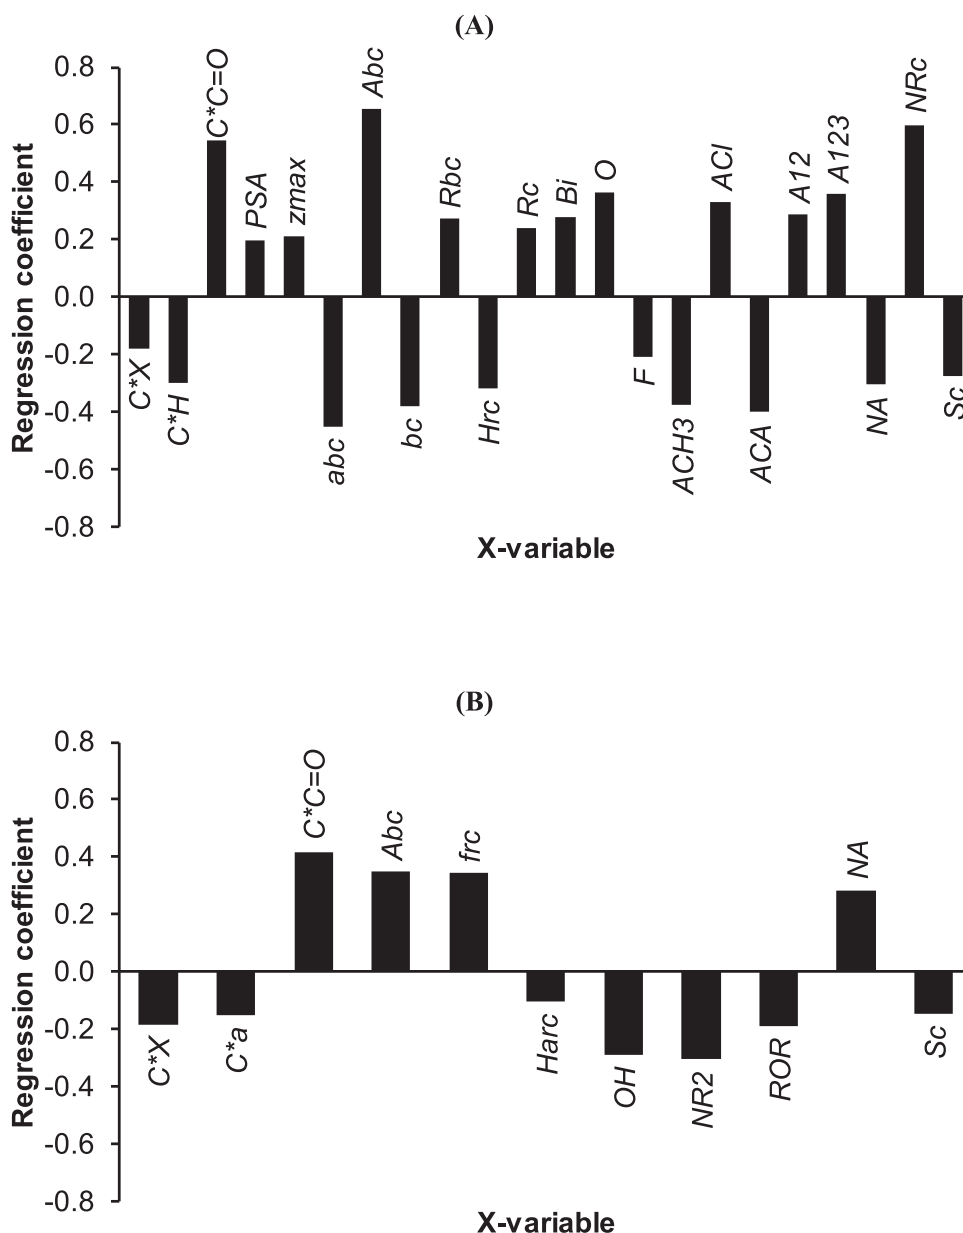 (A)
Regression coefficient
0.8
0.6
0.4
0.2
0.0
-0.2
-0.4
-0.6
-0.8
C*X
C*H
C*C=O
PSA
zmax
abc
Abc
bc
Rbc
Hrc
Rc
Bi
O
F
ACH3
ACl
ACA
A12
A123
NA
NRc
Sc
X-variable
(B)
Regression coefficient
0.8
0.6
0.4
0.2
0.0
-0.2
-0.4
-0.6
-0.8
C*X
C*a
C*C=O
Abc
frc
Harc
OH
NR2
ROR
NA
Sc
X-variable